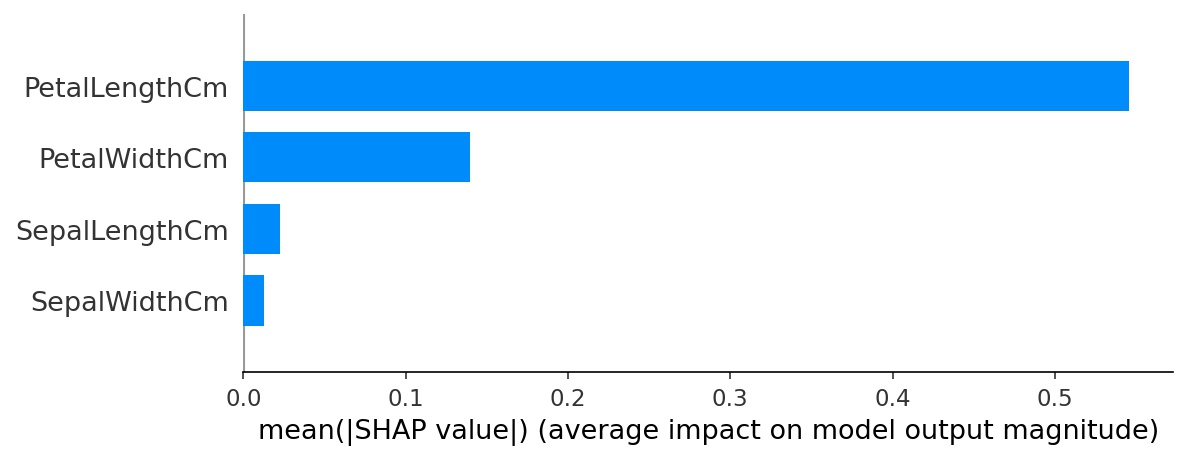 PetalLengthCm
PetalWidthCm
SepalLengthCm
SepalWidthCm
0.0 0.1 0.2 0.3 0.4 0.5
mean(|SHAP value|) (average impact on model output magnitude)